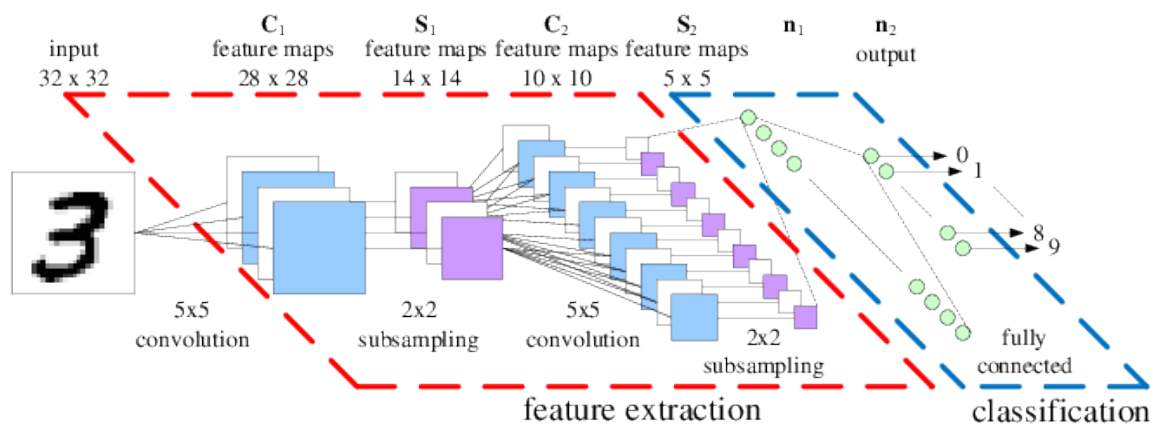 input
32 x 32
C1
feature maps
28 x 28
S1
feature maps
14 x 14
C2
feature maps
10 x 10
S2
feature maps
5 x 5
n1
n2
output
3
0
1
8
9
5x5
convolution
2x2
subsampling
5x5
convolution
2x2
subsampling
fully
connected
feature extraction
classification